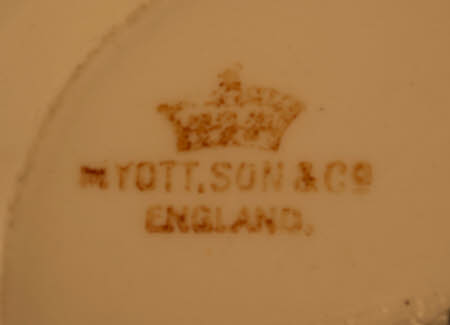 MYOTT, SON & Cº
ENGLAND.